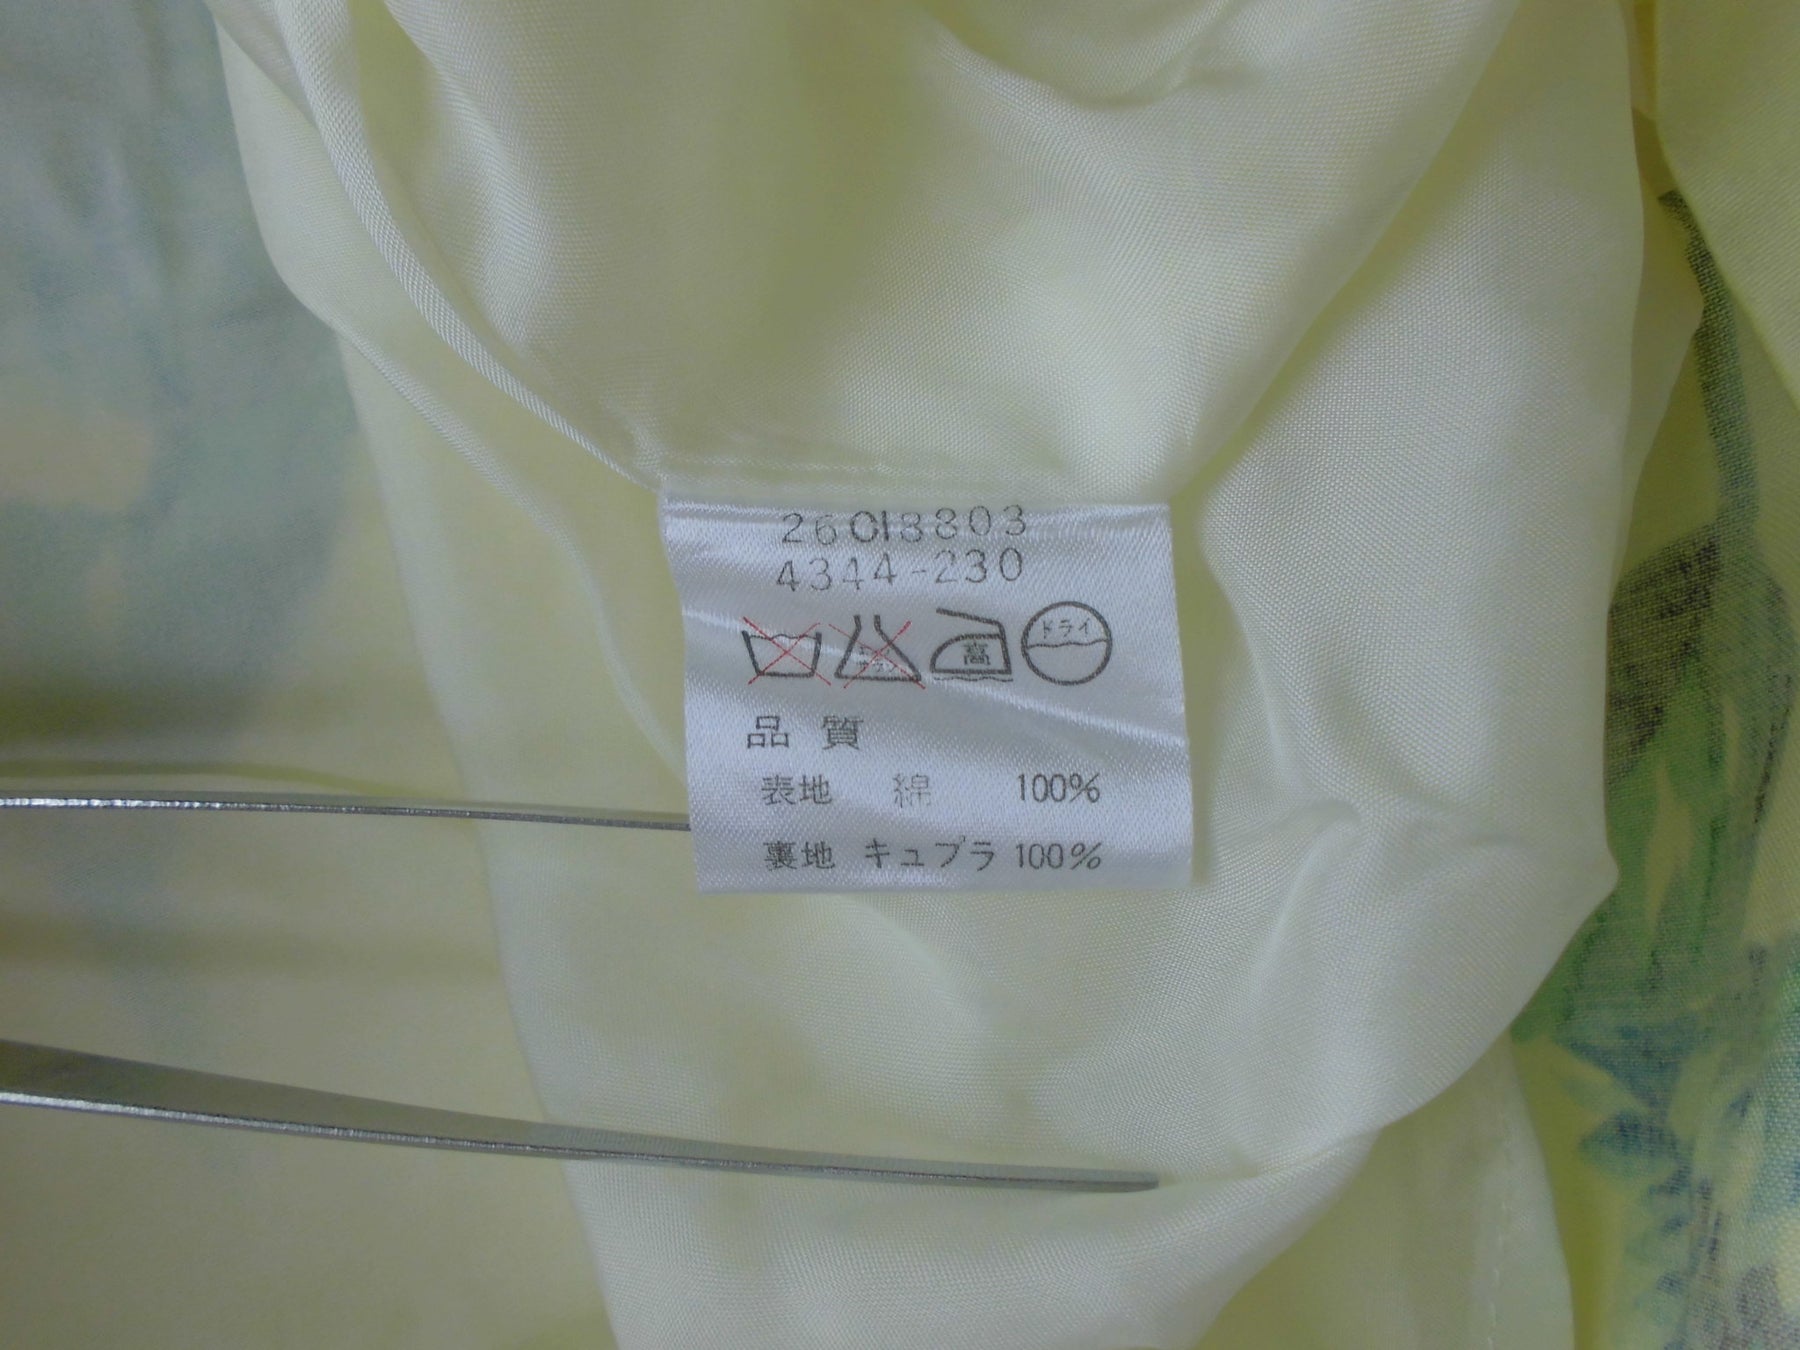 26018803
4344-230
高 ドライ
品質
表地 綿 100%
裏地 キュプラ 100%